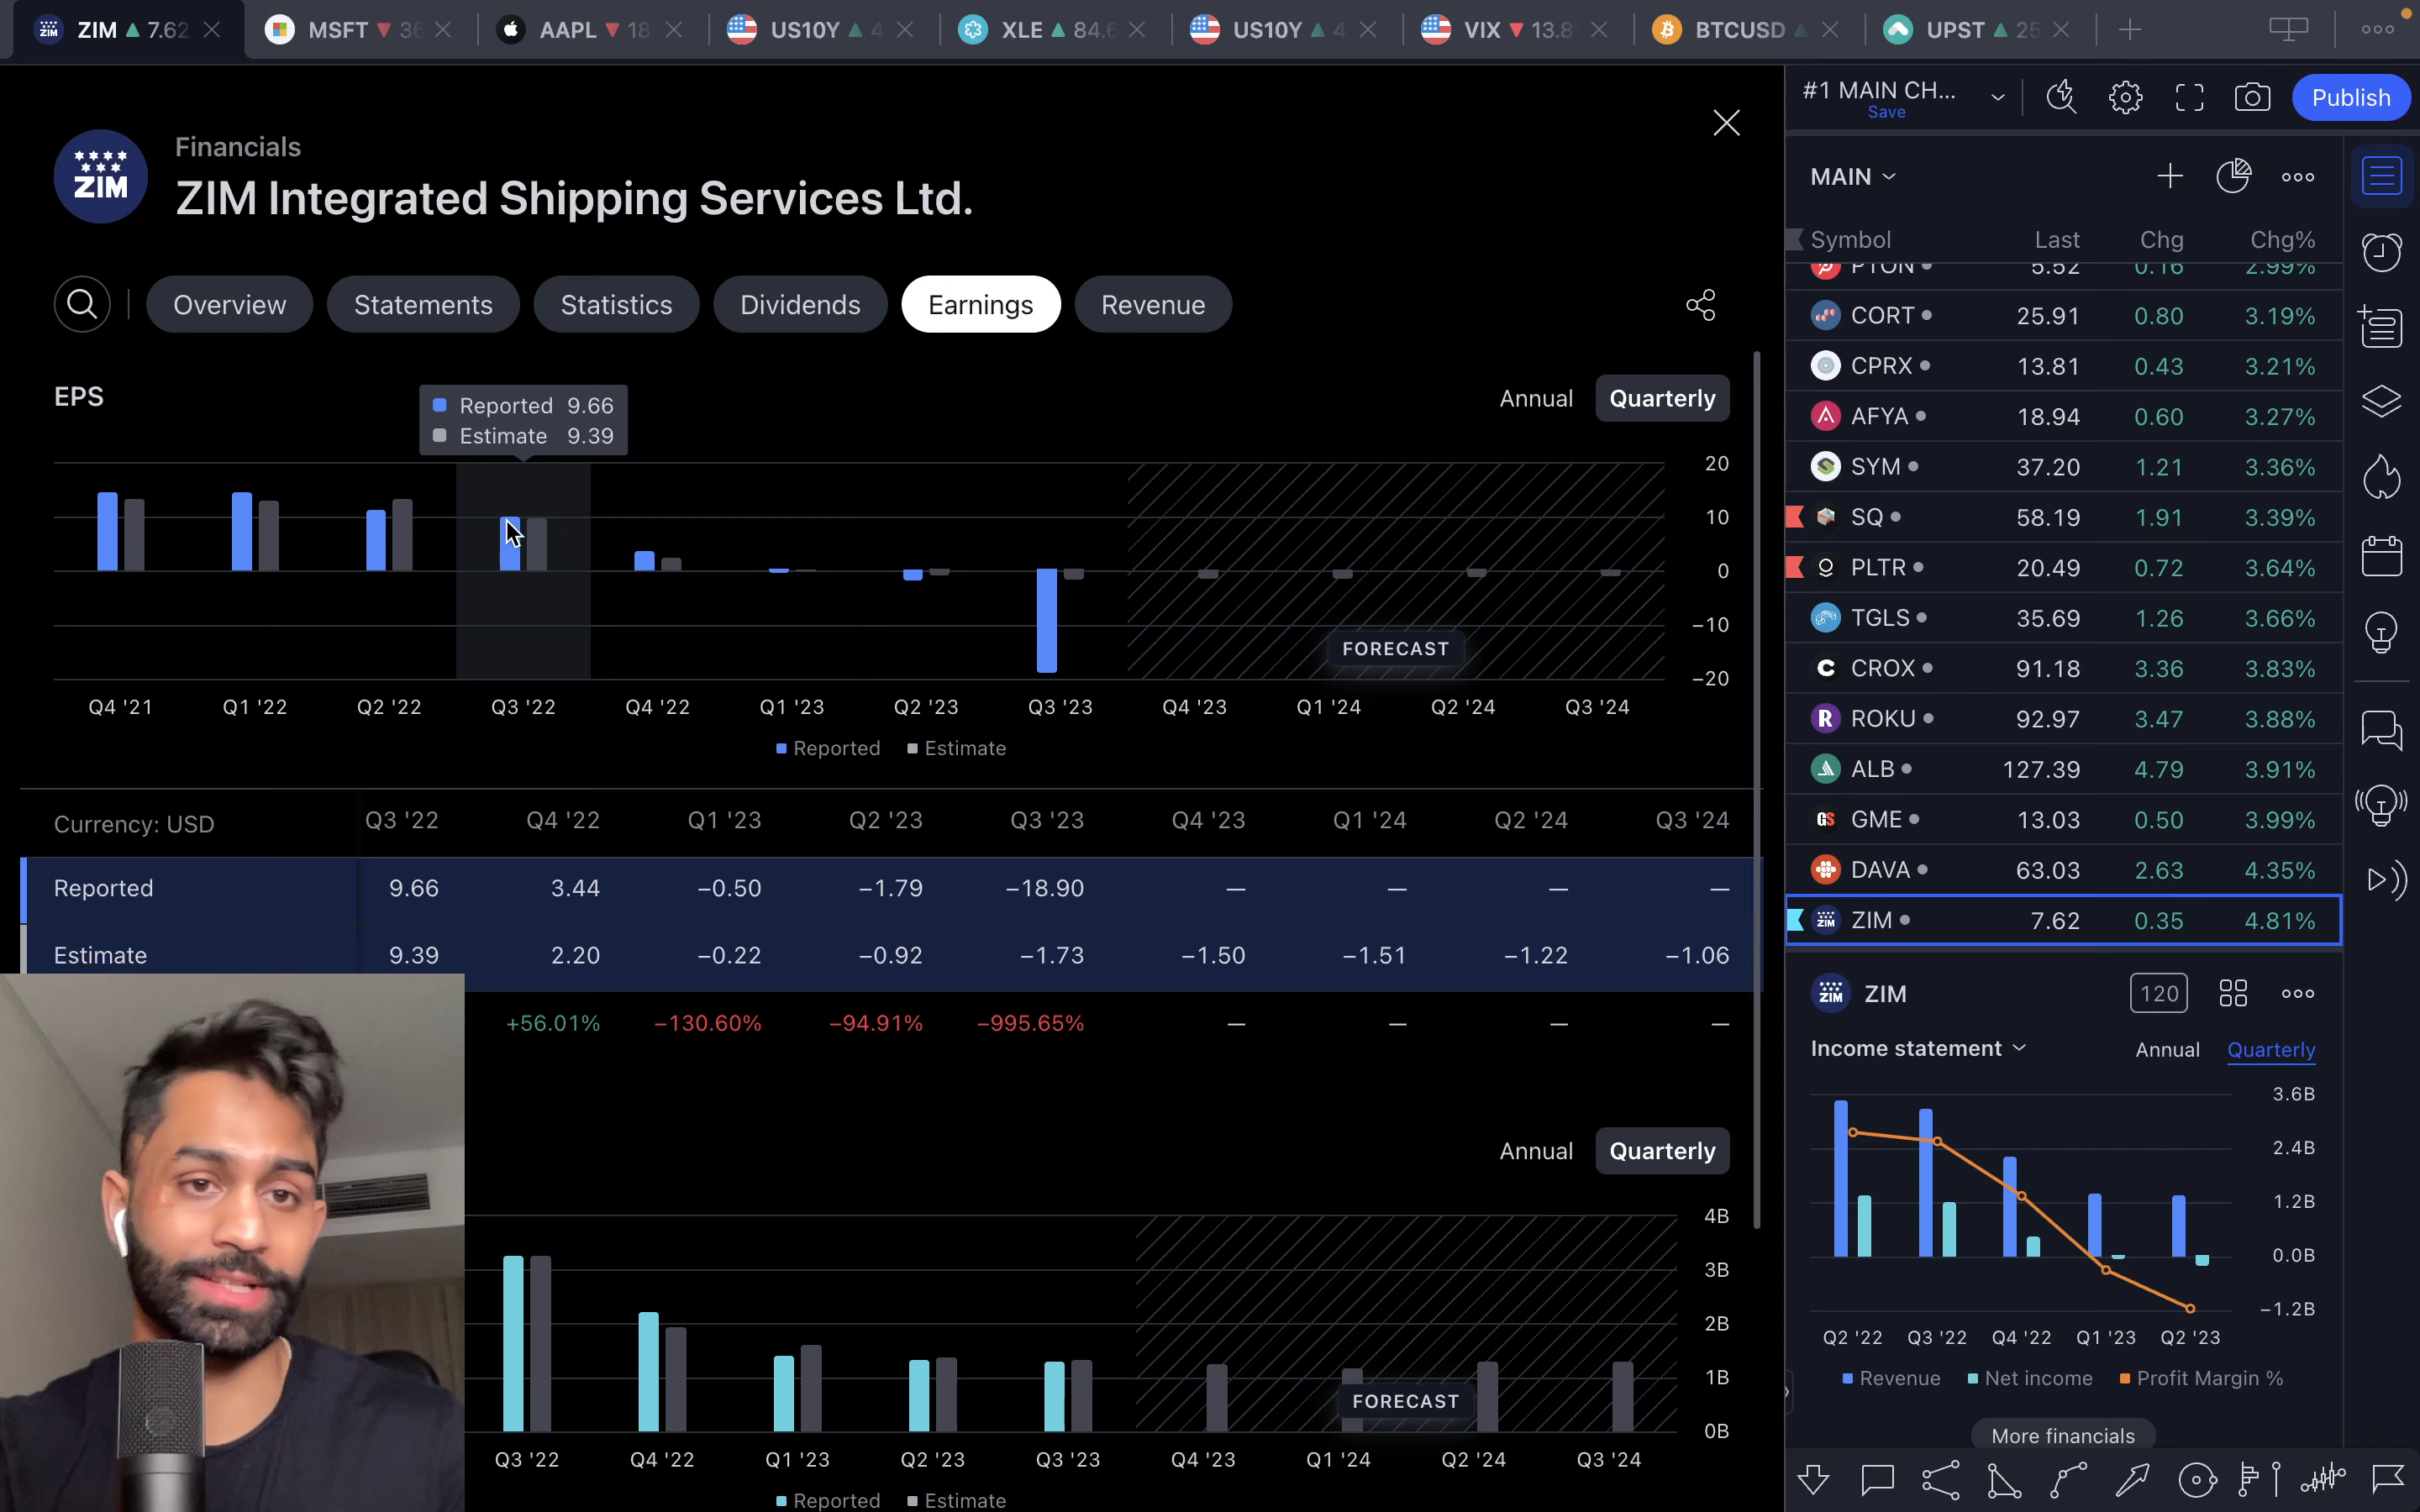 ZIM 7.62
MSFT 36
AAPL 18
US10Y 4
XLE 84.6
US10Y 4
VIX 13.8
BTCUSD
UPST 25
#1 MAIN CH...
Save
Publish
Financials
ZIM
ZIM Integrated Shipping Services Ltd.
Overview
Statements
Statistics
Dividends
Earnings
Revenue
EPS
Reported 9.66
Estimate 9.39
Annual
Quarterly
20
10
0
−10
−20
FORECAST
Q4 '21 Q1 '22 Q2 '22 Q3 '22 Q4 '22 Q1 '23 Q2 '23 Q3 '23 Q4 '23 Q1 '24 Q2 '24 Q3 '24
Reported Estimate
Currency: USD Q3 '22 Q4 '22 Q1 '23 Q2 '23 Q3 '23 Q4 '23 Q1 '24 Q2 '24 Q3 '24
Reported 9.66 3.44 −0.50 −1.79 −18.90 — — — —
Estimate 9.39 2.20 −0.22 −0.92 −1.73 −1.50 −1.51 −1.22 −1.06
+56.01% −130.60% −94.91% −995.65% — — — —
Annual
Quarterly
4B
3B
2B
1B
0B
FORECAST
Q3 '22 Q4 '22 Q1 '23 Q2 '23 Q3 '23 Q4 '23 Q1 '24 Q2 '24 Q3 '24
Reported Estimate
MAIN
Symbol Last Chg Chg%
PTON 5.52 0.16 2.99%
CORT 25.91 0.80 3.19%
CPRX 13.81 0.43 3.21%
AFYA 18.94 0.60 3.27%
SYM 37.20 1.21 3.36%
SQ 58.19 1.91 3.39%
PLTR 20.49 0.72 3.64%
TGLS 35.69 1.26 3.66%
CROX 91.18 3.36 3.83%
ROKU 92.97 3.47 3.88%
ALB 127.39 4.79 3.91%
GME 13.03 0.50 3.99%
DAVA 63.03 2.63 4.35%
ZIM 7.62 0.35 4.81%
ZIM
ZIM
120
Income statement
Annual
Quarterly
3.6B
2.4B
1.2B
0.0B
−1.2B
Q2 '22 Q3 '22 Q4 '22 Q1 '23 Q2 '23
Revenue Net income Profit Margin %
More financials